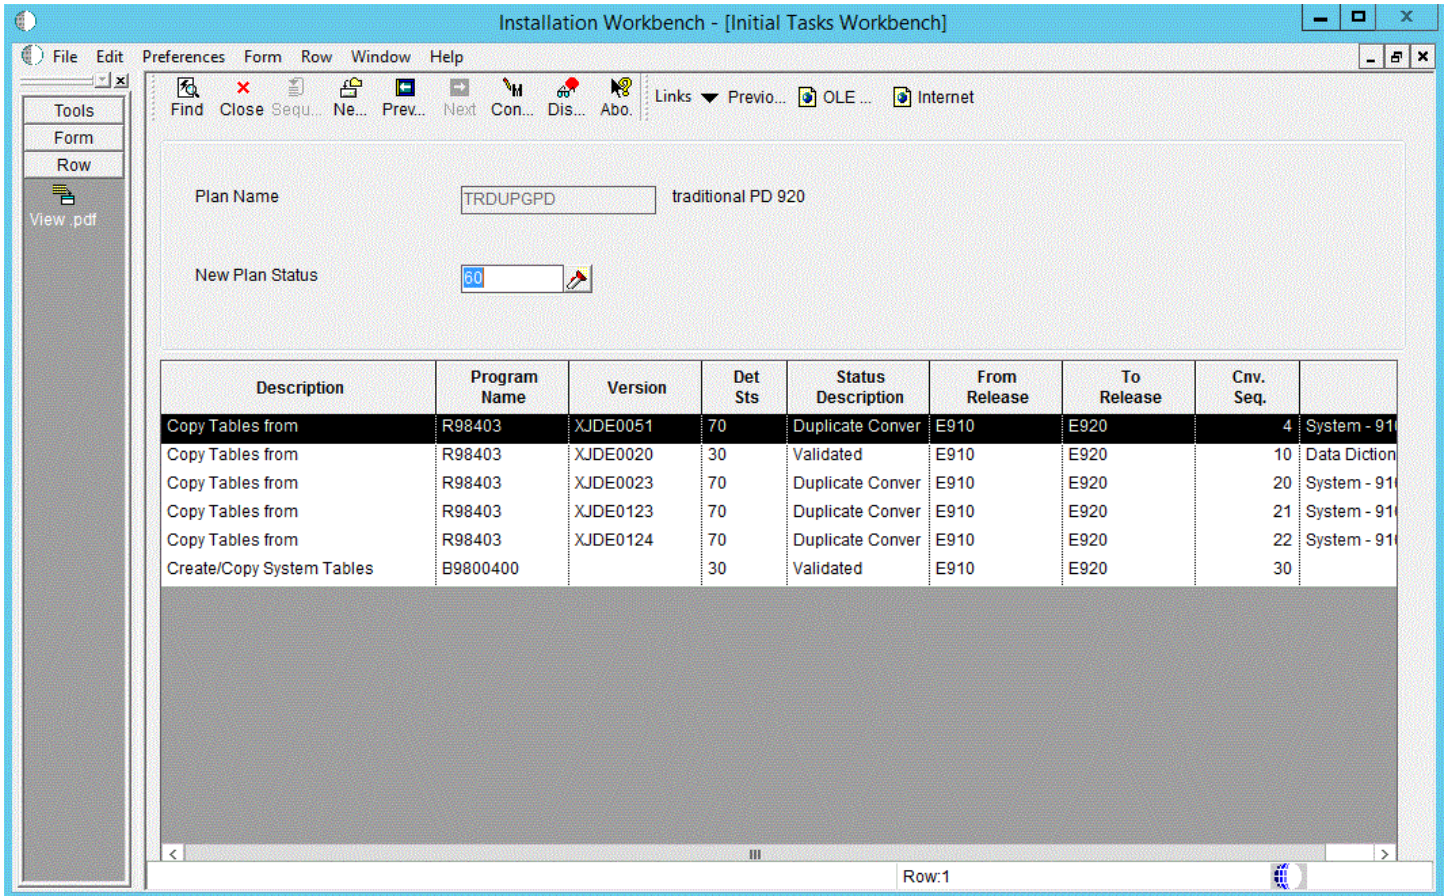 Installation Workbench - [Initial Tasks Workbench]
File Edit Preferences Form Row Window Help
Find Close Sequ... Ne... Prev... Next Con... Dis... Abo. Links Previo... OLE ... Internet
Tools
Form
Row
View .pdf
Plan Name TRDUPGPD traditional PD 920
New Plan Status 60
Description Program Name Version Det Sts Status Description From Release To Release Cnv. Seq.
Copy Tables from R98403 XJDE0051 70 Duplicate Conver E910 E920 4 System - 910
Copy Tables from R98403 XJDE0020 30 Validated E910 E920 10 Data Diction
Copy Tables from R98403 XJDE0023 70 Duplicate Conver E910 E920 20 System - 910
Copy Tables from R98403 XJDE0123 70 Duplicate Conver E910 E920 21 System - 910
Copy Tables from R98403 XJDE0124 70 Duplicate Conver E910 E920 22 System - 910
Create/Copy System Tables B9800400 30 Validated E910 E920 30
Row:1